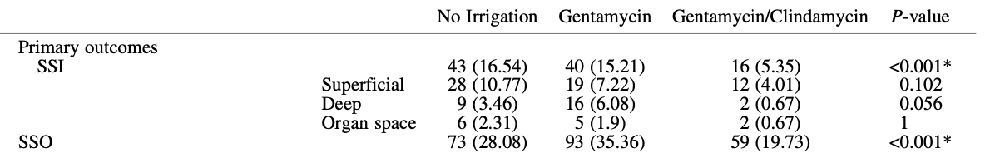 No Irrigation Gentamycin Gentamycin/Clindamycin P-value
Primary outcomes
SSI 43 (16.54) 40 (15.21) 16 (5.35) <0.001*
Superficial 28 (10.77) 19 (7.22) 12 (4.01) 0.102
Deep 9 (3.46) 16 (6.08) 2 (0.67) 0.056
Organ space 6 (2.31) 5 (1.9) 2 (0.67) 1
SSO 73 (28.08) 93 (35.36) 59 (19.73) <0.001*